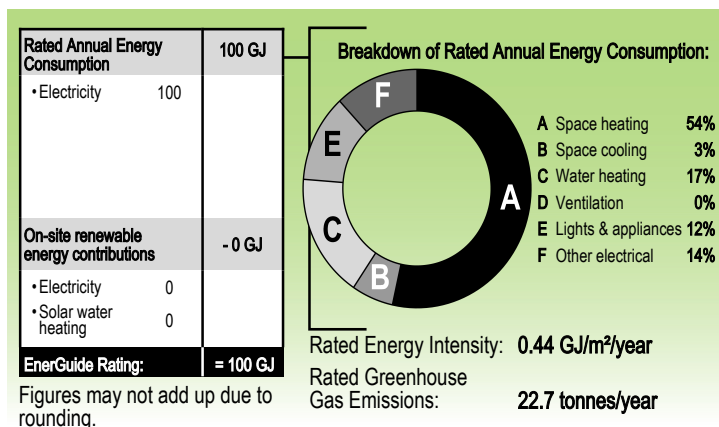 Rated Annual Energy
Consumption
100 GJ
• Electricity 100
On-site renewable
energy contributions
- 0 GJ
• Electricity 0
• Solar water
heating 0
EnerGuide Rating: = 100 GJ
Figures may not add up due to
rounding.
Breakdown of Rated Annual Energy Consumption:
F
E
A
C
B
A Space heating 54%
B Space cooling 3%
C Water heating 17%
D Ventilation 0%
E Lights & appliances 12%
F Other electrical 14%
Rated Energy Intensity: 0.44 GJ/m²/year
Rated Greenhouse
Gas Emissions: 22.7 tonnes/year